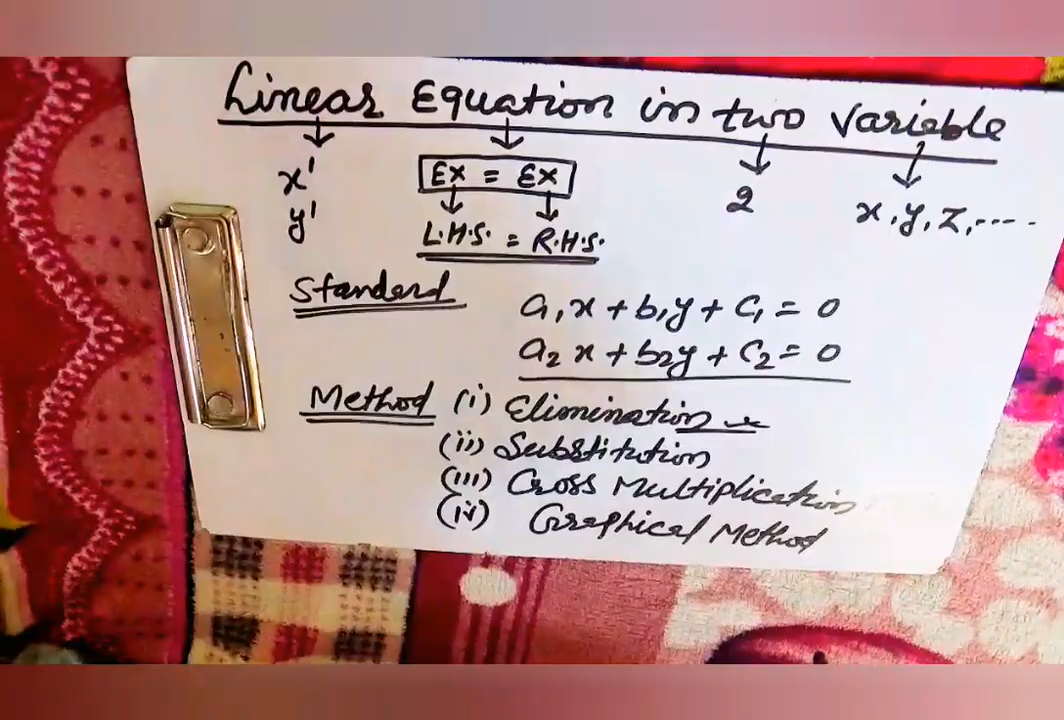 Linear Equation in two variable
x' Ex = Ex 2 x, y, z, ....
y' L.H.S. = R.H.S.
Standerd a₁x + b₁y + c₁ = 0
a₂x + b₂y + c₂ = 0
Method (i) Elimination
(ii) Substitution
(iii) Cross Multiplication
(iv) Graphical Method